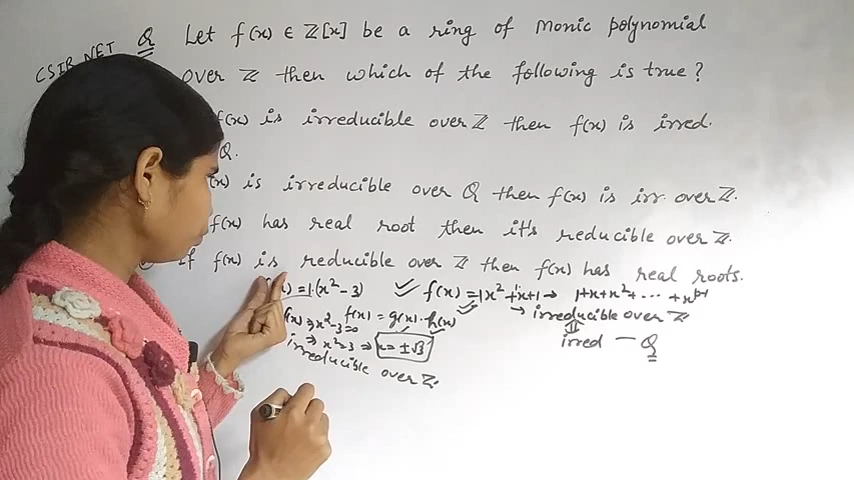 CSIR NET Q Let f(x) ∈ ℤ[x] be a ring of Monic polynomial
over ℤ then which of the following is true?
f(x) is irreducible over ℤ then f(x) is irred.
Q.
(x) is irreducible over Q then f(x) is irr. over ℤ.
f(x) has real root then it's reducible over ℤ.
If f(x) is reducible over ℤ then f(x) has real roots.
) = 1·(x²-3) ✓ f(x) = 1x²+1x+1 → 1+x+x²+ ... +x^{p-1}
f(x) = g(x)·h(x) → irreducible over ℤ
f(x) ⇒ x²-3=0
⇒ x²=3 ⇒ x = ±√3 irred — Q
irreducible over ℤ.